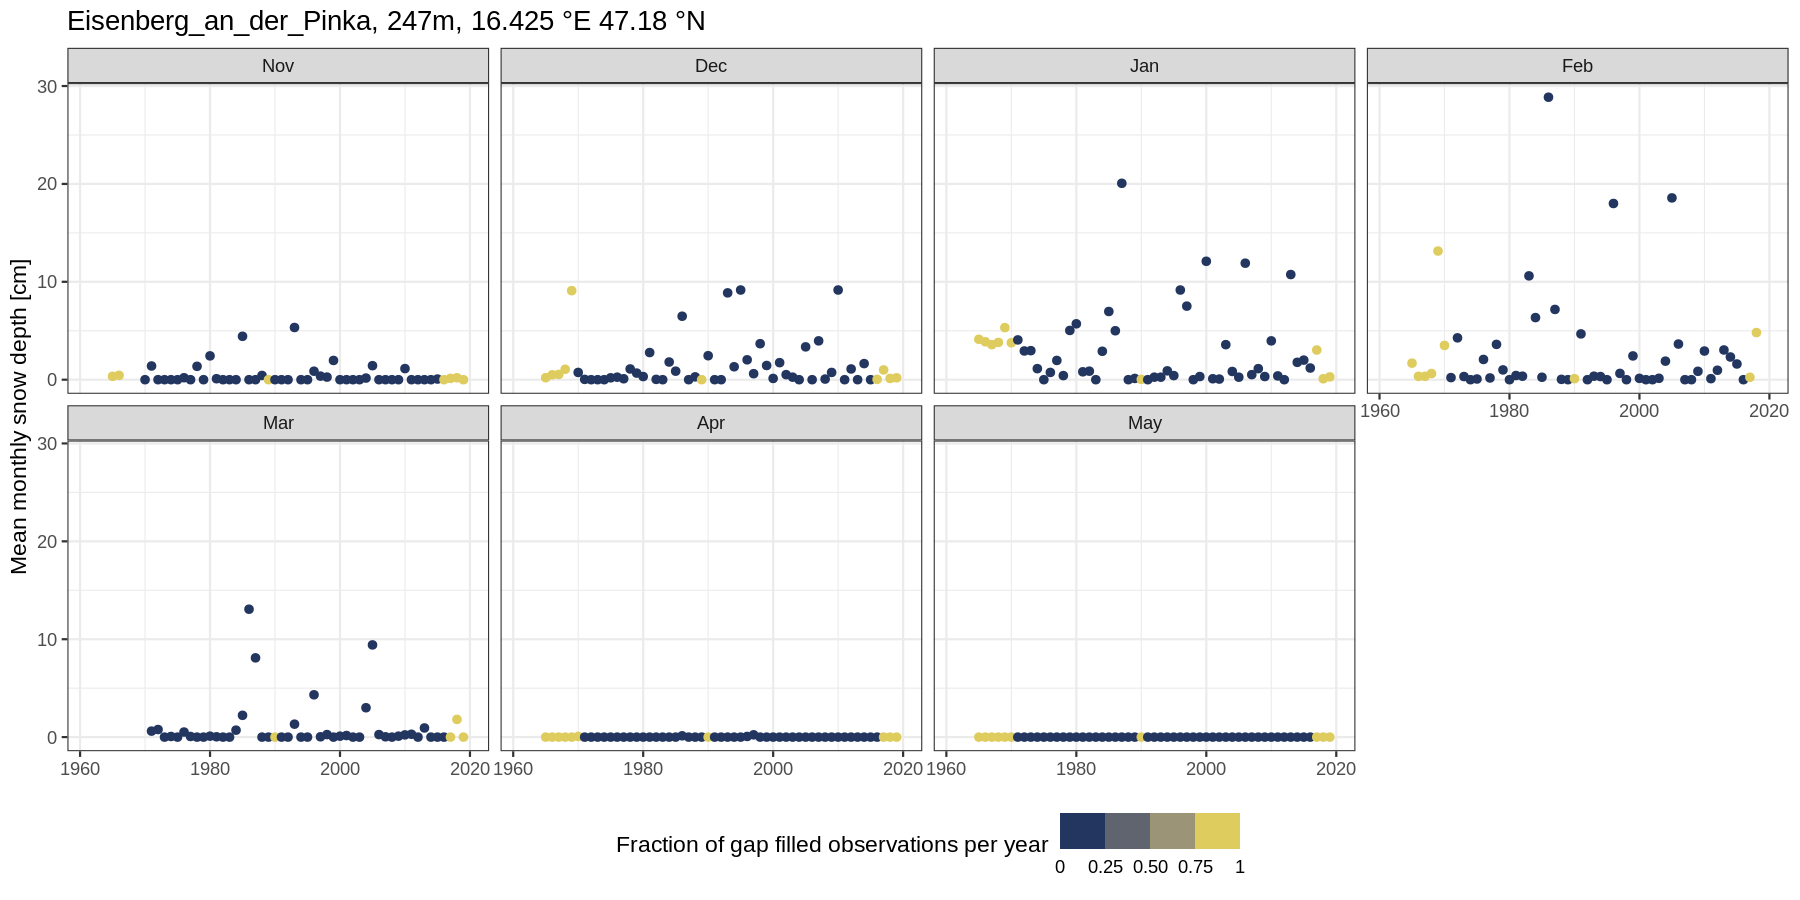 Eisenberg_an_der_Pinka, 247m, 16.425 °E 47.18 °N
Nov
Dec
Jan
Feb
30
20
10
0
1960
1980
2000
2020
Mean monthly snow depth [cm]
Mar
Apr
May
30
20
10
0
1960
1980
2000
2020
1960
1980
2000
2020
1960
1980
2000
2020
Fraction of gap filled observations per year
0
0.25
0.50
0.75
1